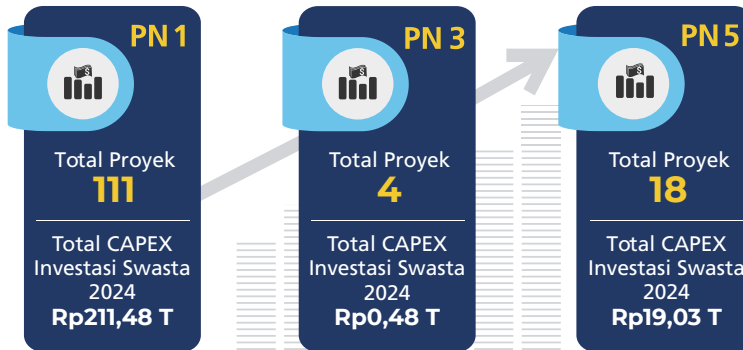 PN 1
Total Proyek
111
Total CAPEX
Investasi Swasta
2024
Rp211,48 T
PN 3
Total Proyek
4
Total CAPEX
Investasi Swasta
2024
Rp0,48 T
PN 5
Total Proyek
18
Total CAPEX
Investasi Swasta
2024
Rp19,03 T